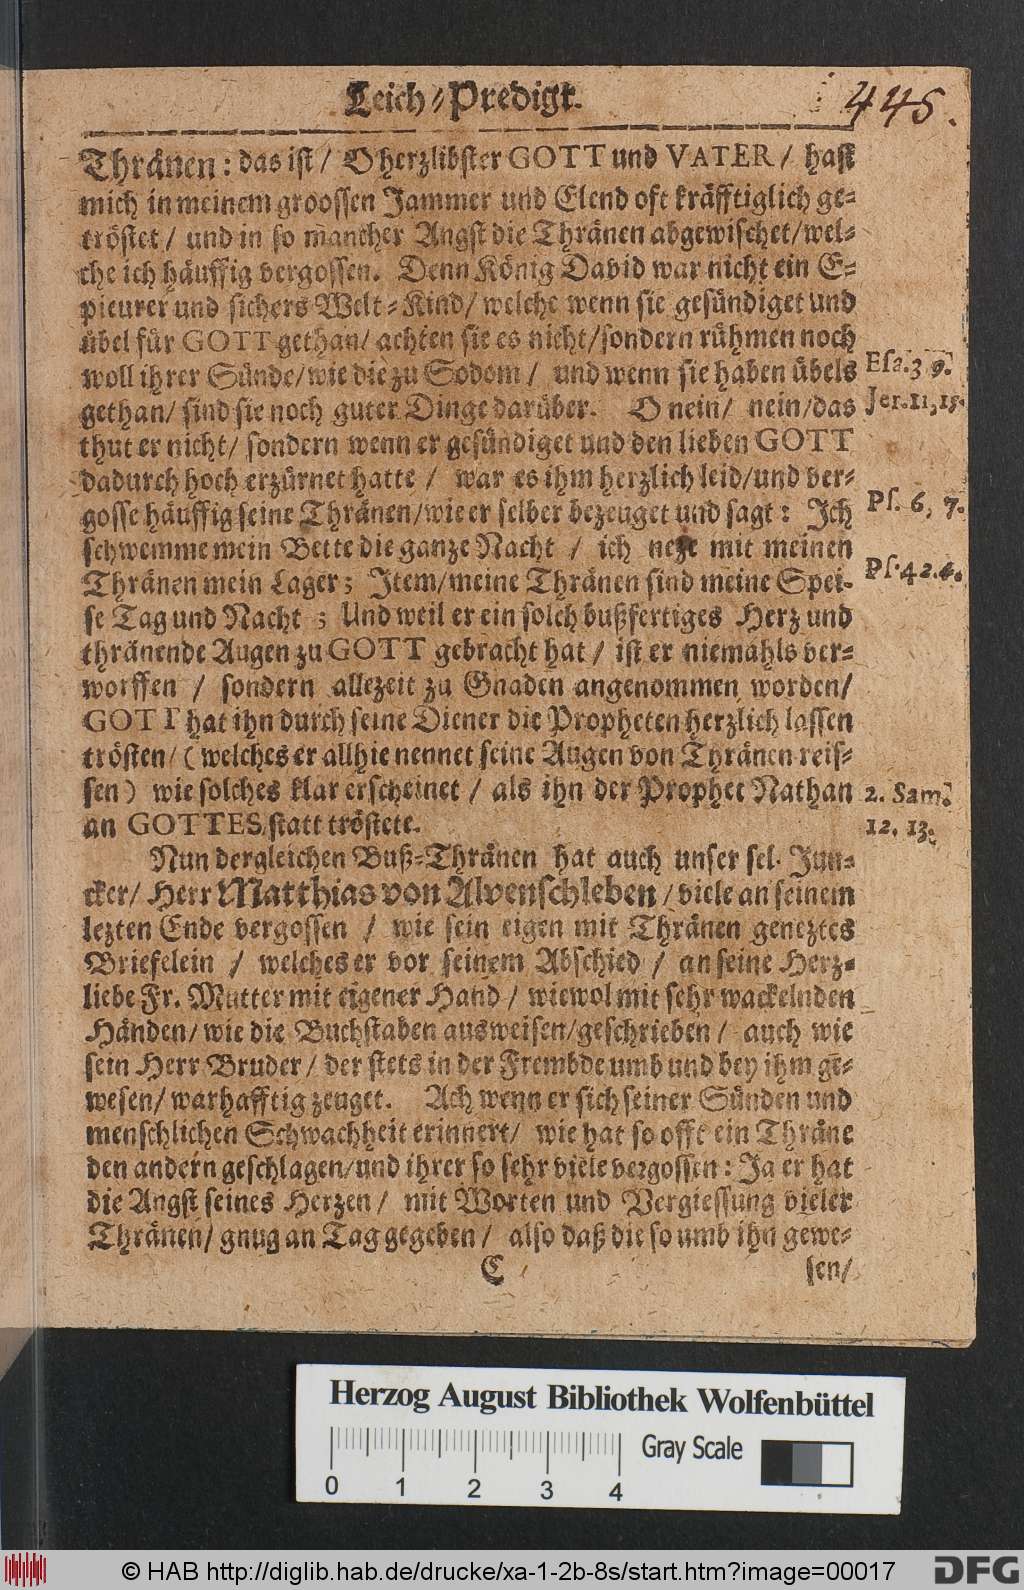 Leich-Predigt.
445.
Thränen: das ist/ O herzlibster GOTT und VATER/ hast
mich in meinem groossen Jammer und Elend oft kräfftiglich ge-
tröstet/ und in so mancher Angst die Thränen abgewischet/wel-
che ich häuffig vergossen. Denn König David war nicht ein E-
picurer und sichers Welt-Kind/ welche wenn sie gesündiget und
übel für GOTT gethan/ achten sie es nicht/sondern rühmen noch
woll ihrer Sünde/wie die zu Sodom/ und wenn sie haben übels
Esa. 3 9.
gethan/ sind sie noch guter Dinge darüber. O nein/ nein/das
Jer. 11, 15.
thut er nicht/ sondern wenn er gesündiget und den lieben GOTT
dadurch hoch erzürnet hatte/ war es ihm herzlich leid/und ver-
gosse häuffig seine Thränen/wie er selber bezeuget und sagt: Ich
Ps. 6, 7.
schwemme mein Bette die ganze Nacht/ ich neze mit meinen
Thränen mein Lager; Item/meine Thränen sind meine Spei-
Ps. 42. 4.
se Tag und Nacht; Und weil er ein solch bußfertiges Herz und
thränende Augen zu GOTT gebracht hat/ ist er niemahls ver-
worffen/ sondern allezeit zu Gnaden angenommen worden/
GOTT hat ihn durch seine Diener die Propheten herzlich lassen
trösten/(welches er allhie nennet seine Augen von Thränen reis-
sen) wie solches klar erscheinet/ als ihn der Prophet Nathan
2. Sam.
an GOTTES statt tröstete.
12. 13.
Nun dergleichen Buß-Thränen hat auch unser sel. Jun-
cker/ Herr Matthias von Alvenschleben/viele an seinem
lezten Ende vergossen/ wie sein eigen mit Thränen geneztes
Briefelein/ welches er vor seinem Abschied/ an seine Herz-
liebe Fr. Mutter mit eigener Hand/ wiewol mit sehr wackelnden
Händen/wie die Buchstaben ausweisen/geschrieben/ auch wie
sein Herr Bruder/ der stets in der Frembde umb und bey ihm ge-
wesen/warhafftig zeuget. Ach wenn er sich seiner Sünden und
menschlichen Schwachheit erinnert/ wie hat so offt ein Thräne
den andern geschlagen/und ihrer so sehr viele vergossen: Ja er hat
die Angst seines Herzen/ mit Worten und Vergiessung vieler
Thränen/ gnug an Tag gegeben/ also daß die so umb ihn gewe-
C
sen/
Herzog August Bibliothek Wolfenbüttel
Gray Scale
0 1 2 3 4
© HAB http://diglib.hab.de/drucke/xa-1-2b-8s/start.htm?image=00017
DFG